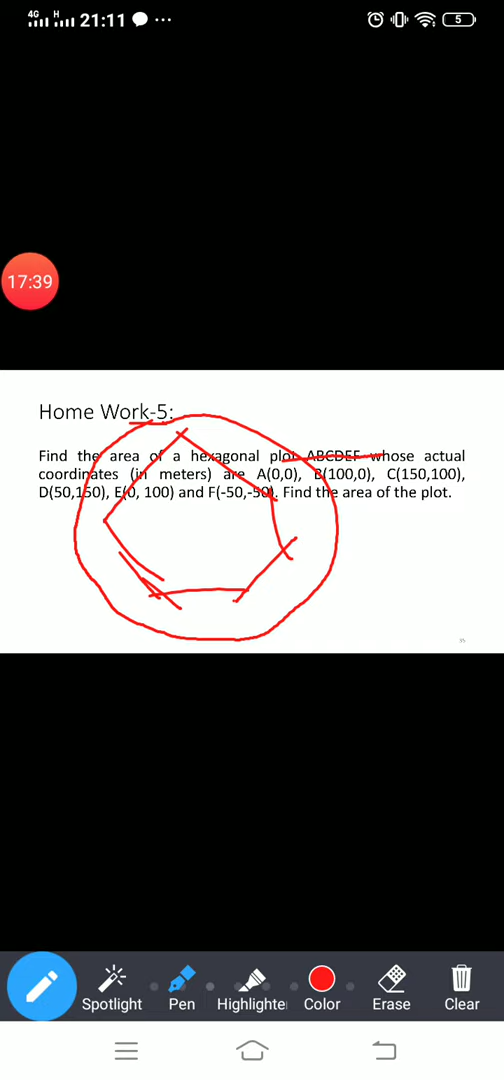 4G H 21:11 5
17:39
Home Work-5:
Find the area of a hexagonal plot ABCDEF whose actual
coordinates (in meters) are A(0,0), B(100,0), C(150,100),
D(50,150), E(0, 100) and F(-50,-50). Find the area of the plot.
Spotlight Pen Highlighte Color Erase Clear